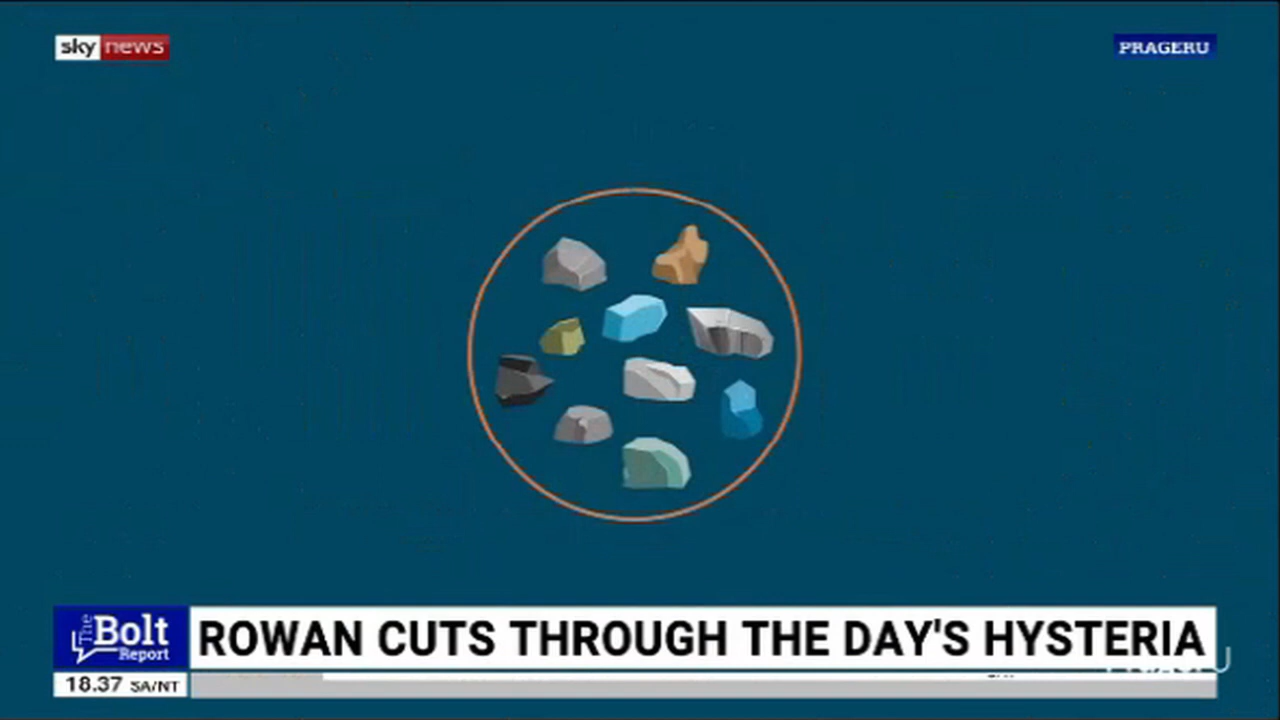 sky news
PRAGERU
The Bolt Report
ROWAN CUTS THROUGH THE DAY'S HYSTERIA
18.37 SA/NT